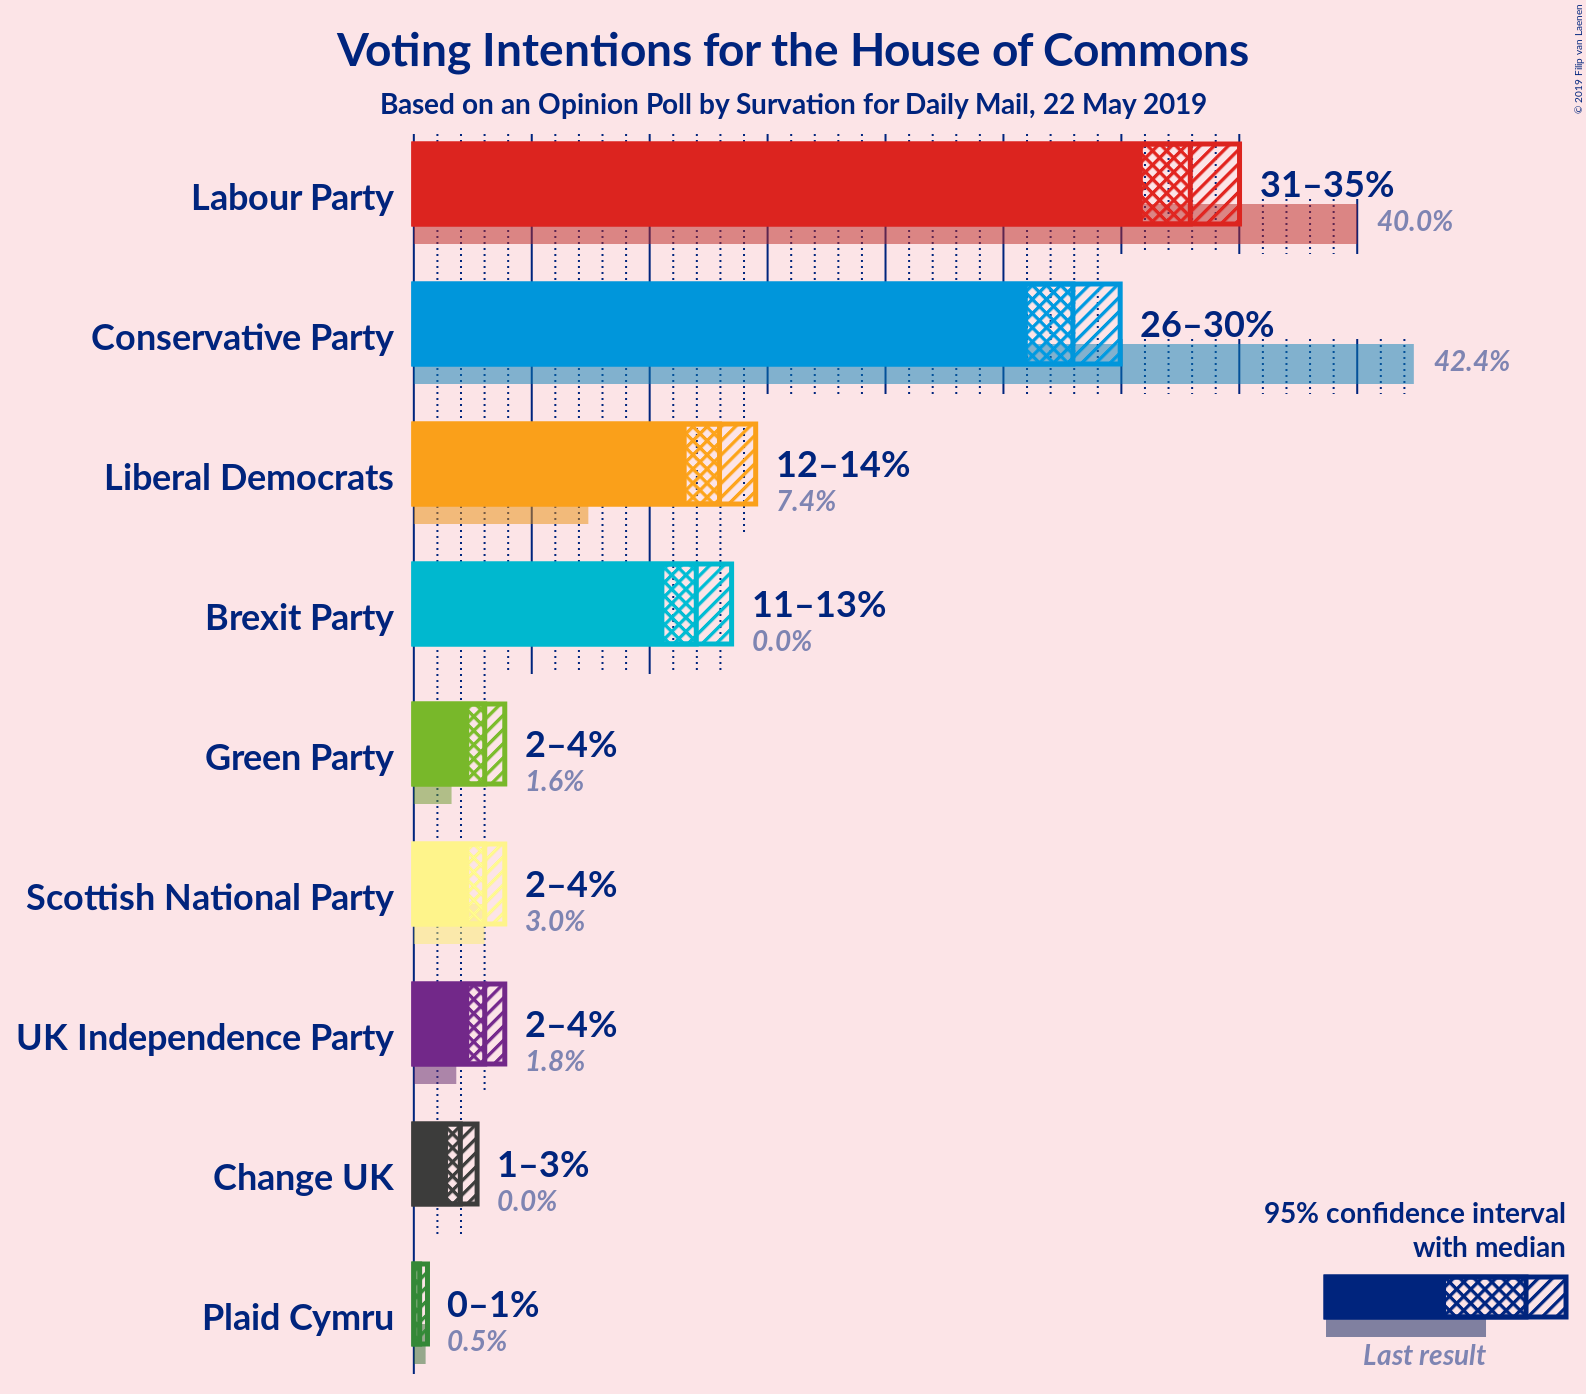 Voting Intentions for the House of Commons
Based on an Opinion Poll by Survation for Daily Mail, 22 May 2019
© 2019 Filip van Laenen
Labour Party
31–35%
40.0%
Conservative Party
26–30%
42.4%
Liberal Democrats
12–14%
7.4%
Brexit Party
11–13%
0.0%
Green Party
2–4%
1.6%
Scottish National Party
2–4%
3.0%
UK Independence Party
2–4%
1.8%
Change UK
1–3%
0.0%
Plaid Cymru
0–1%
0.5%
95% confidence interval
with median
Last result